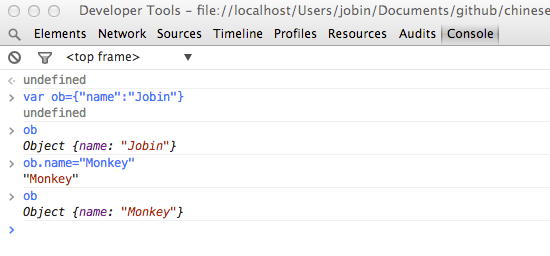 Developer Tools - file://localhost/Users/jobin/Documents/github/chinese
Elements Network Sources Timeline Profiles Resources Audits Console
<top frame> ▼
undefined
var ob={"name":"Jobin"}
undefined
ob
Object {name: "Jobin"}
ob.name="Monkey"
"Monkey"
ob
Object {name: "Monkey"}